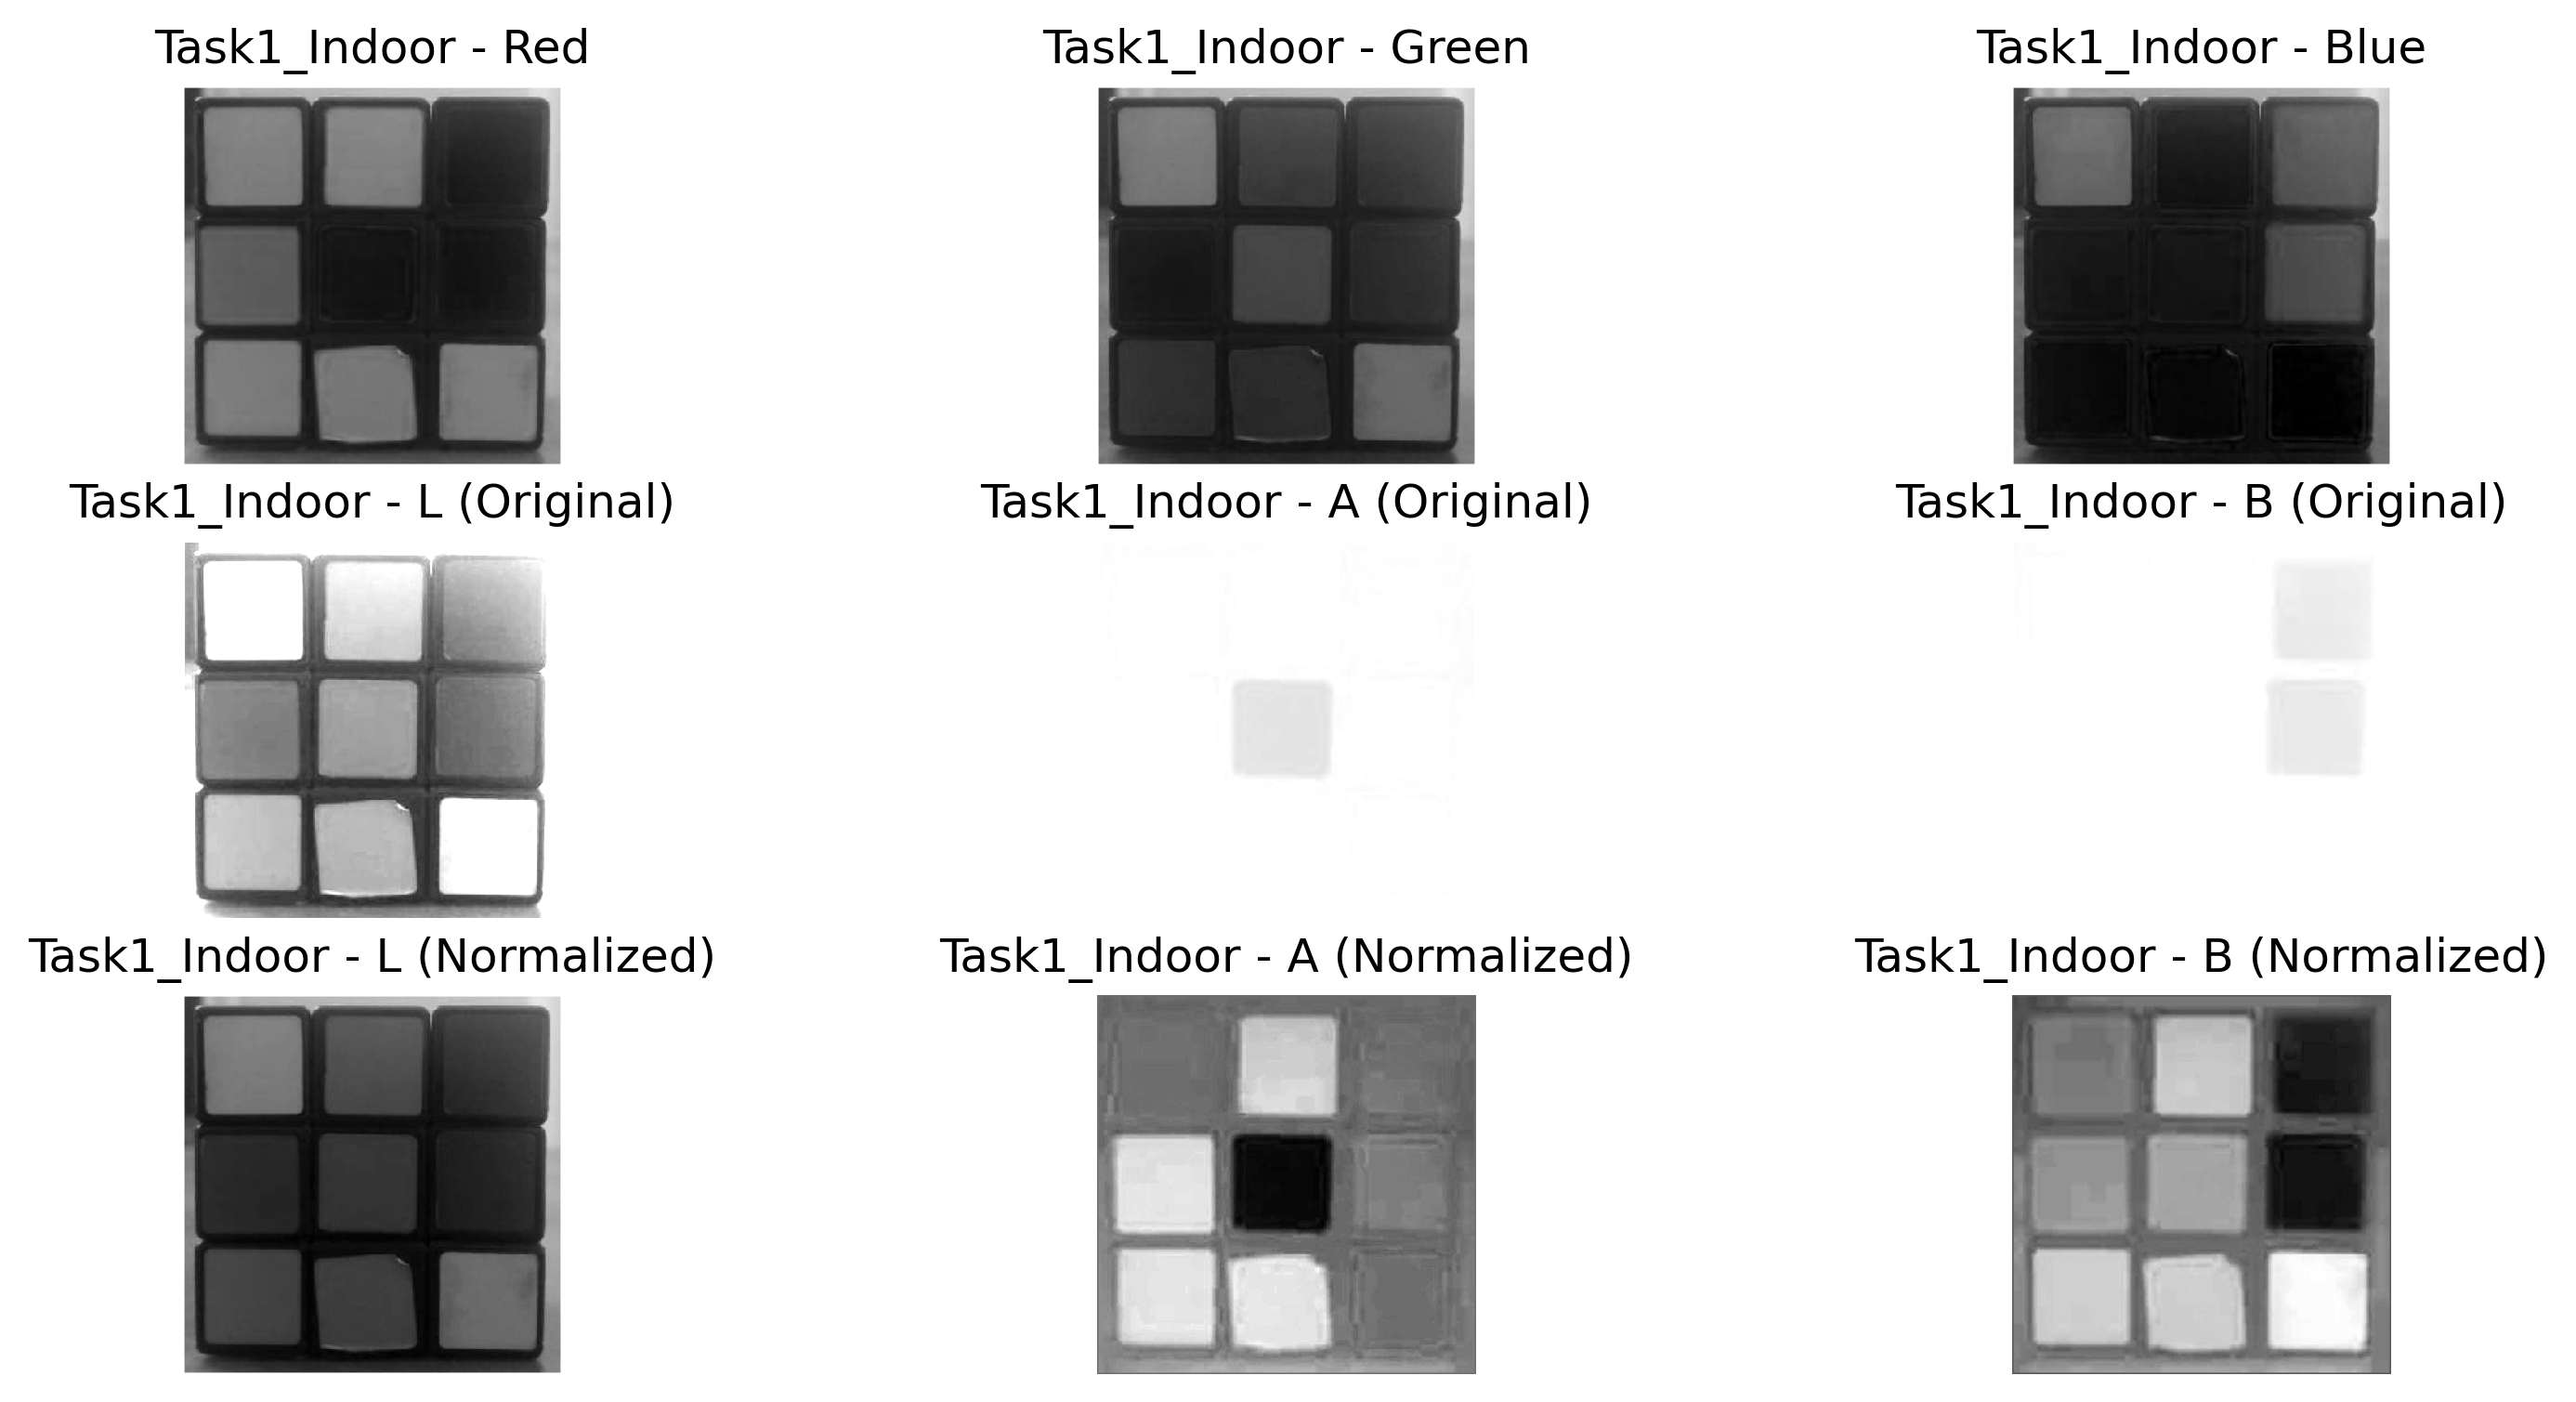 Task1_Indoor - Red
Task1_Indoor - Green
Task1_Indoor - Blue
Task1_Indoor - L (Original)
Task1_Indoor - A (Original)
Task1_Indoor - B (Original)
Task1_Indoor - L (Normalized)
Task1_Indoor - A (Normalized)
Task1_Indoor - B (Normalized)